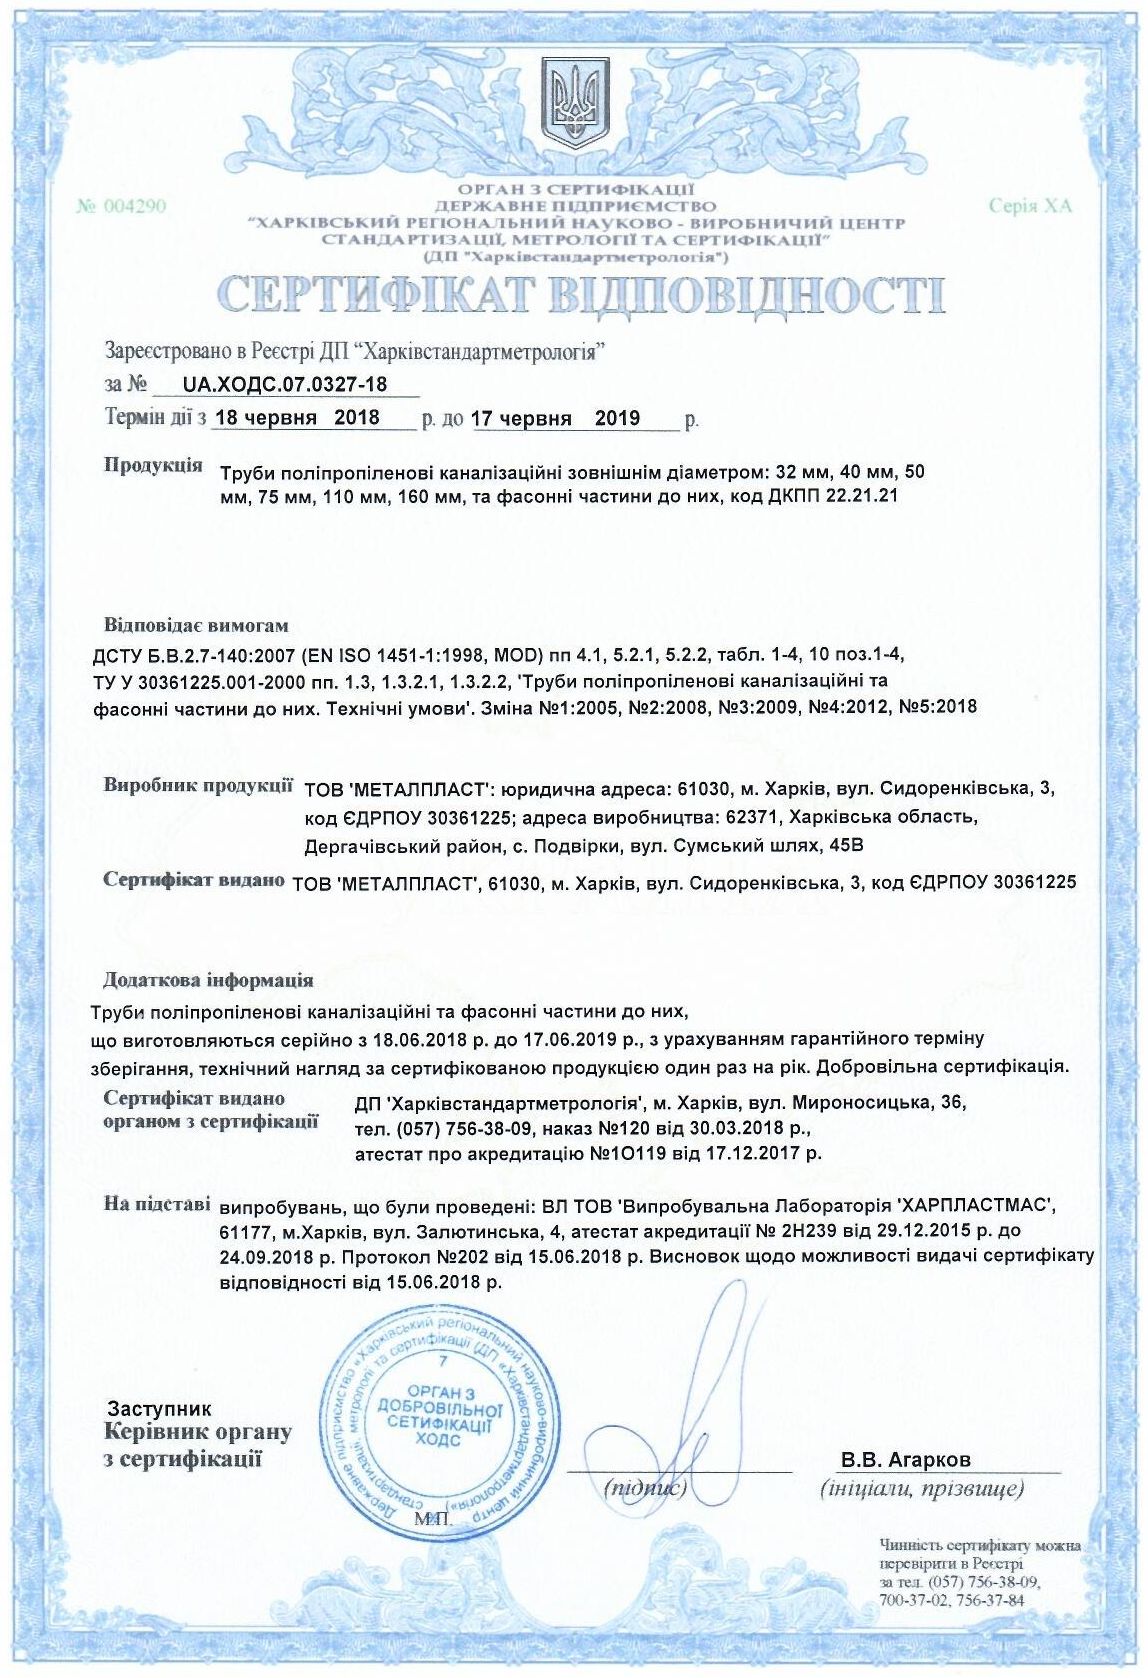 ОРГАН З СЕРТИФІКАЦІЇ
ДЕРЖАВНЕ ПІДПРИЄМСТВО
"ХАРКІВСЬКИЙ РЕГІОНАЛЬНИЙ НАУКОВО - ВИРОБНИЧИЙ ЦЕНТР
СТАНДАРТИЗАЦІЇ, МЕТРОЛОГІЇ ТА СЕРТИФІКАЦІЇ"
(ДП "Харківстандартметрологія")
№ 004290
Серія ХА
СЕРТИФІКАТ ВІДПОВІДНОСТІ
Зареєстровано в Реєстрі ДП “Харківстандартметрологія”
за № UA.ХОДС.07.0327-18
Термін дії з 18 червня 2018 р. до 17 червня 2019 р.
Продукція Труби поліпропіленові каналізаційні зовнішнім діаметром: 32 мм, 40 мм, 50
мм, 75 мм, 110 мм, 160 мм, та фасонні частини до них, код ДКПП 22.21.21
Відповідає вимогам
ДСТУ Б.В.2.7-140:2007 (EN ISO 1451-1:1998, MOD) пп 4.1, 5.2.1, 5.2.2, табл. 1-4, 10 поз.1-4,
ТУ У 30361225.001-2000 пп. 1.3, 1.3.2.1, 1.3.2.2, 'Труби поліпропіленові каналізаційні та
фасонні частини до них. Технічні умови'. Зміна №1:2005, №2:2008, №3:2009, №4:2012, №5:2018
Виробник продукції ТОВ 'МЕТАЛПЛАСТ': юридична адреса: 61030, м. Харків, вул. Сидоренківська, 3,
код ЄДРПОУ 30361225; адреса виробництва: 62371, Харківська область,
Дергачівський район, с. Подвірки, вул. Сумський шлях, 45В
Сертифікат видано ТОВ 'МЕТАЛПЛАСТ', 61030, м. Харків, вул. Сидоренківська, 3, код ЄДРПОУ 30361225
Додаткова інформація
Труби поліпропіленові каналізаційні та фасонні частини до них,
що виготовляються серійно з 18.06.2018 р. до 17.06.2019 р., з урахуванням гарантійного терміну
зберігання, технічний нагляд за сертифікованою продукцією один раз на рік. Добровільна сертифікація.
Сертифікат видано
органом з сертифікації
ДП 'Харківстандартметрологія', м. Харків, вул. Мироносицька, 36,
тел. (057) 756-38-09, наказ №120 від 30.03.2018 р.,
атестат про акредитацію №1О119 від 17.12.2017 р.
На підставі випробувань, що були проведені: ВЛ ТОВ 'Випробувальна Лабораторія 'ХАРПЛАСТМАС',
61177, м.Харків, вул. Залютинська, 4, атестат акредитації № 2Н239 від 29.12.2015 р. до
24.09.2018 р. Протокол №202 від 15.06.2018 р. Висновок щодо можливості видачі сертифікату
відповідності від 15.06.2018 р.
Державне підприємство «Харківський регіональний науково-виробничий центр
стандартизації, метрології та сертифікації (ДП «Харківстандартметрологія»)
7
ОРГАН З
ДОБРОВІЛЬНОЇ
СЕТИФІКАЦІЇ
ХОДС
М.П.
Заступник
Керівник органу
з сертифікації
В.В. Агарков
(підпис)
(ініціали, прізвище)
Чинність сертифікату можна
перевірити в Реєстрі
за тел. (057) 756-38-09,
700-37-02, 756-37-84